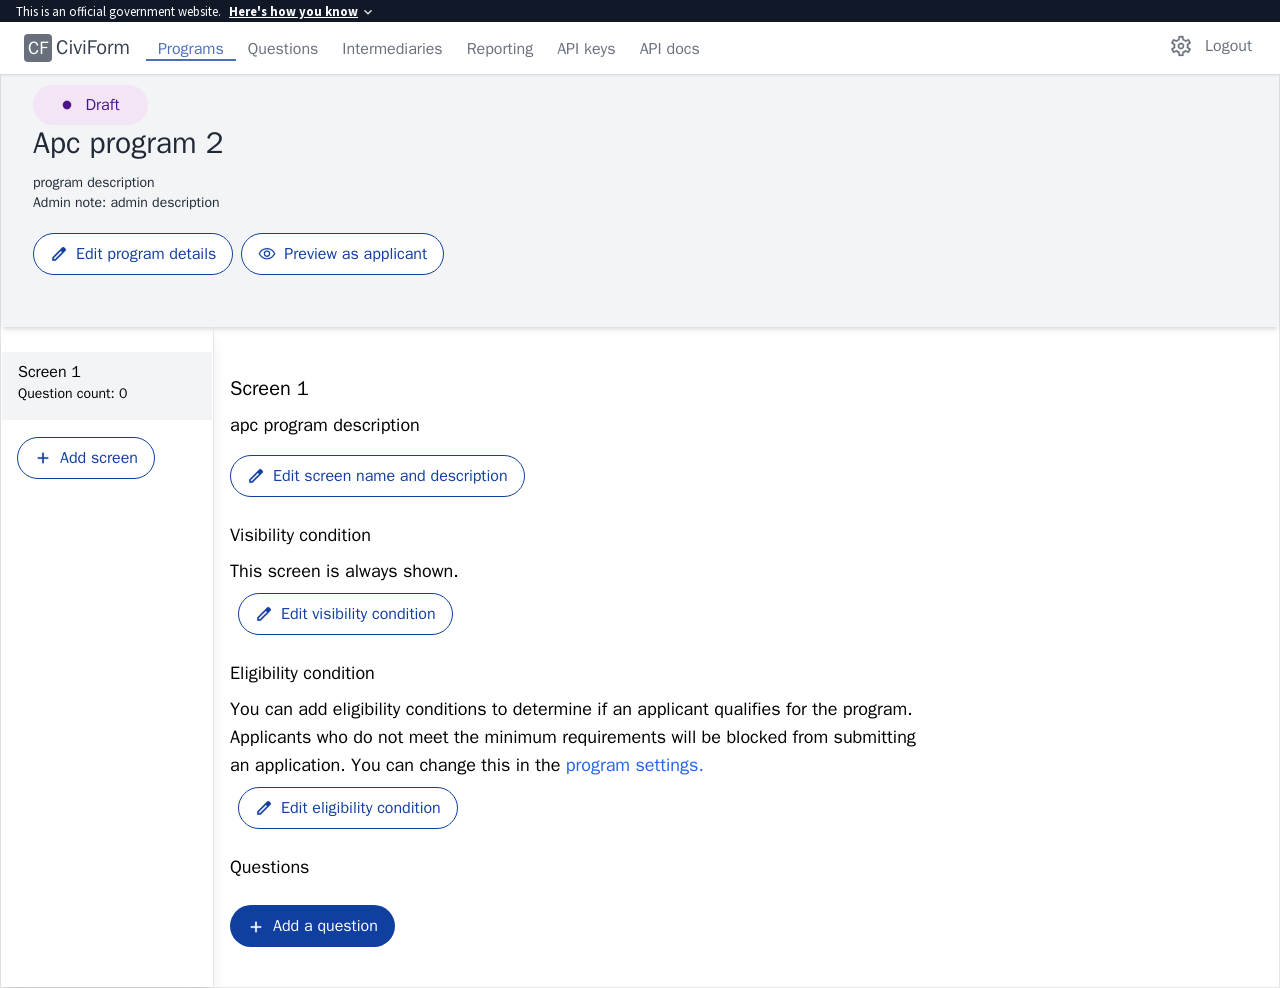 This is an official government website. Here's how you know
CF CiviForm Programs Questions Intermediaries Reporting API keys API docs Logout
Draft
Apc program 2
program description
Admin note: admin description
Edit program details Preview as applicant
Screen 1
Question count: 0
Add screen
Screen 1
apc program description
Edit screen name and description
Visibility condition
This screen is always shown.
Edit visibility condition
Eligibility condition
You can add eligibility conditions to determine if an applicant qualifies for the program.
Applicants who do not meet the minimum requirements will be blocked from submitting
an application. You can change this in the program settings.
Edit eligibility condition
Questions
Add a question